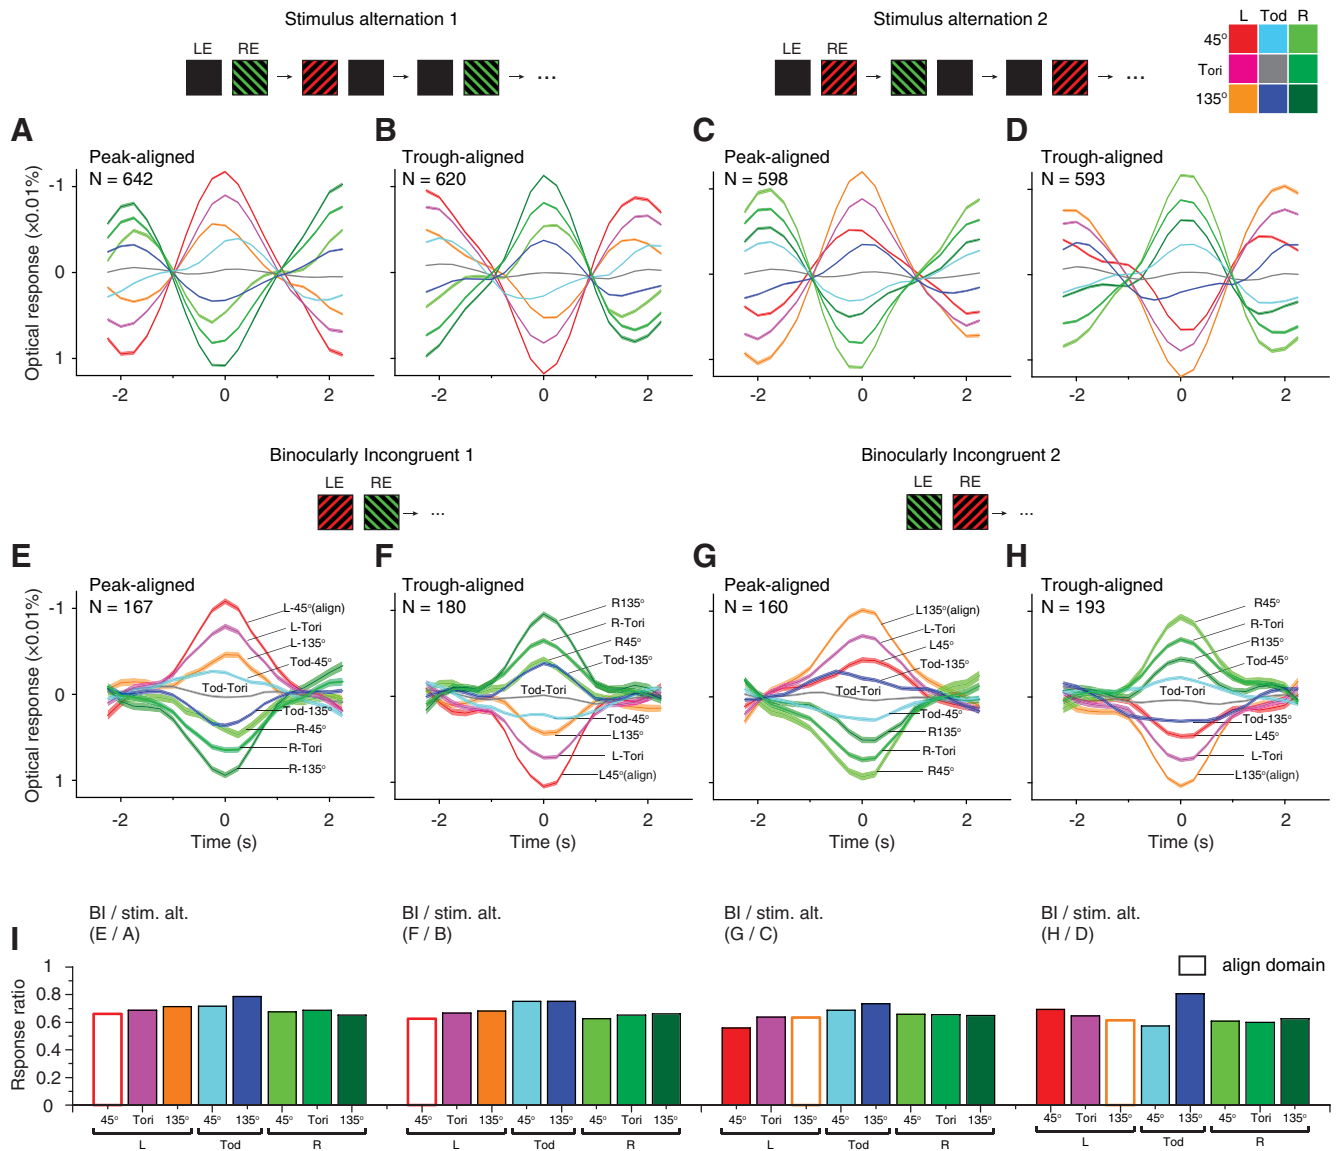 Stimulus alternation 1
LE RE
...
Stimulus alternation 2
LE RE
...
L Tod R
45°
Tori
135°
A
Peak-aligned
N = 642
B
Trough-aligned
N = 620
C
Peak-aligned
N = 598
D
Trough-aligned
N = 593
Optical response (×0.01%)
-1
0
1
-2 0 2
-2 0 2
-2 0 2
-2 0 2
Binocularly Incongruent 1
LE RE
...
Binocularly Incongruent 2
LE RE
...
E
Peak-aligned
N = 167
L-45°(align)
L-Tori
L-135°
Tod-45°
Tod-Tori
Tod-135°
R-45°
R-Tori
R-135°
F
Trough-aligned
N = 180
R135°
R-Tori
R45°
Tod-135°
Tod-Tori
Tod-45°
L135°
L-Tori
L45°(align)
G
Peak-aligned
N = 160
L135°(align)
L-Tori
L45°
Tod-135°
Tod-Tori
Tod-45°
R135°
R-Tori
R45°
H
Trough-aligned
N = 193
R45°
R-Tori
R135°
Tod-45°
Tod-Tori
Tod-135°
L45°
L-Tori
L135°(align)
Optical response (×0.01%)
-1
0
1
-2 0 2
-2 0 2
-2 0 2
-2 0 2
Time (s)
Time (s)
Time (s)
Time (s)
I
BI / stim. alt.
(E / A)
BI / stim. alt.
(F / B)
BI / stim. alt.
(G / C)
BI / stim. alt.
(H / D)
align domain
Rsponse ratio
1
0.8
0.6
0.4
0.2
0
45° Tori 135° 45° 135° 45° Tori 135°
L Tod R
45° Tori 135° 45° 135° 45° Tori 135°
L Tod R
45° Tori 135° 45° 135° 45° Tori 135°
L Tod R
45° Tori 135° 45° 135° 45° Tori 135°
L Tod R